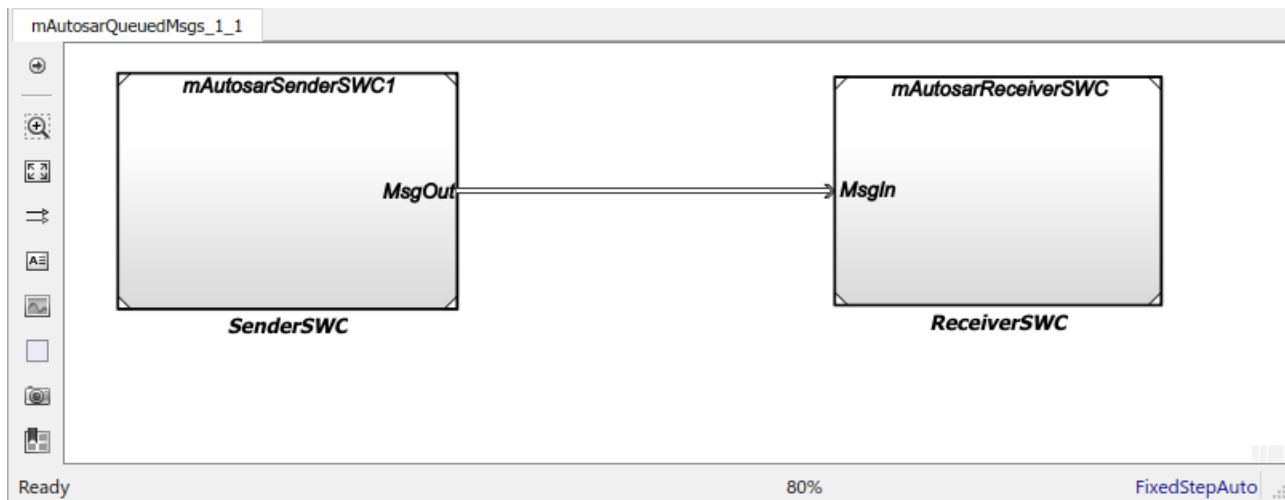 mAutosarQueuedMsgs_1_1
mAutosarSenderSWC1
mAutosarReceiverSWC
MsgOut
MsgIn
SenderSWC
ReceiverSWC
Ready
80%
FixedStepAuto